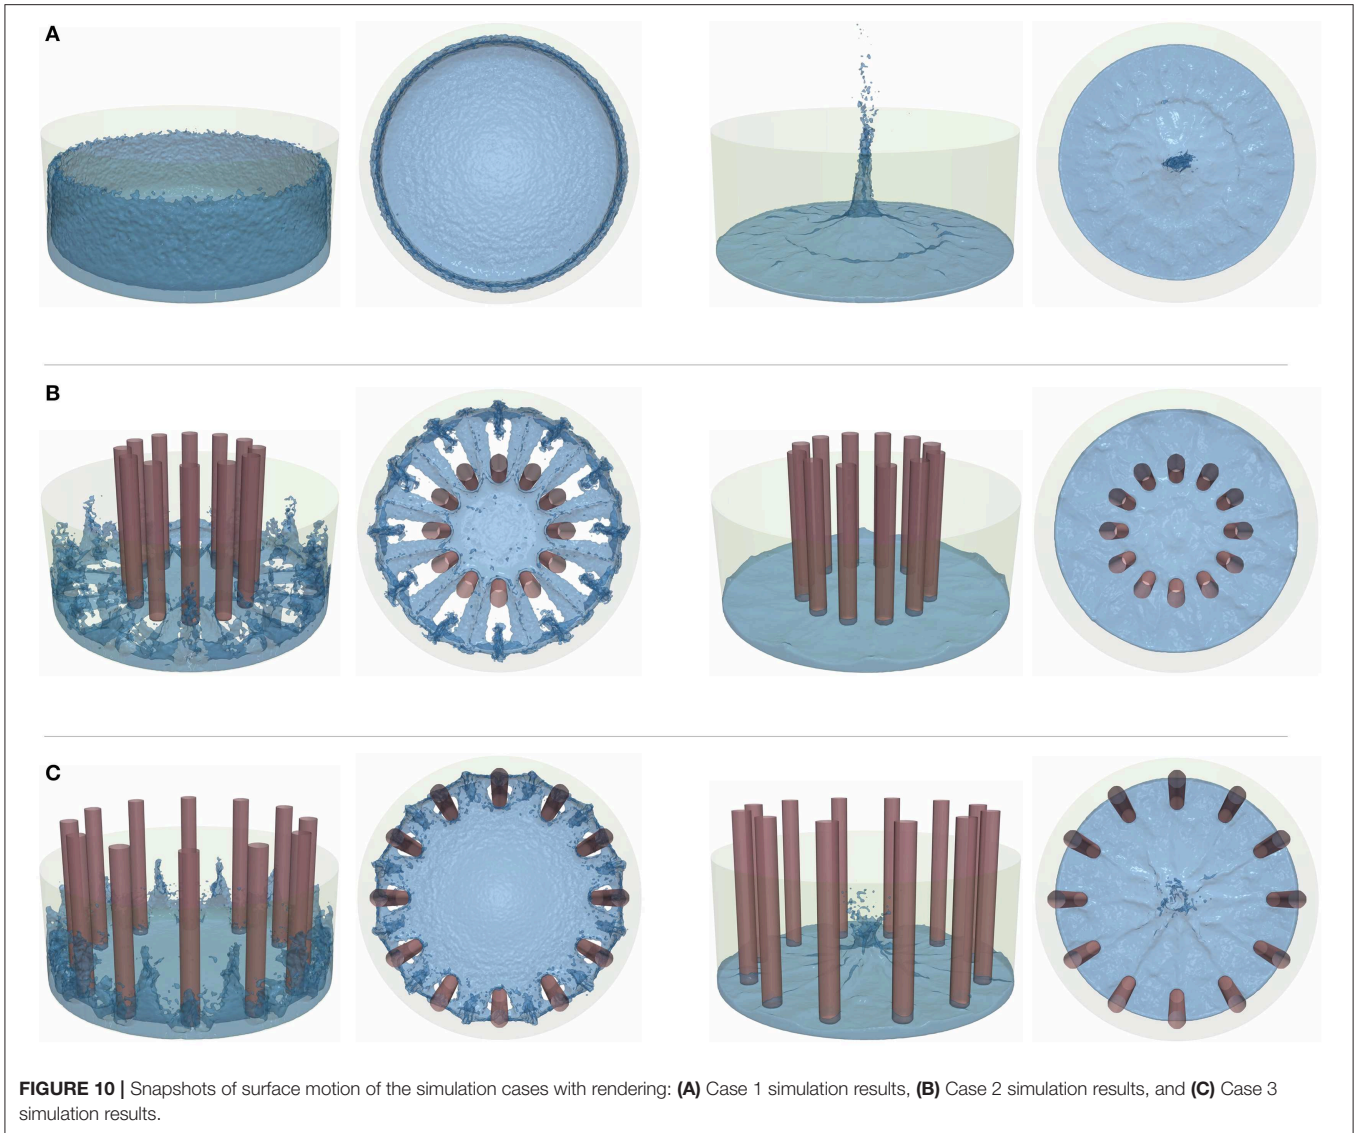 A
B
C
FIGURE 10 | Snapshots of surface motion of the simulation cases with rendering: (A) Case 1 simulation results, (B) Case 2 simulation results, and (C) Case 3
simulation results.